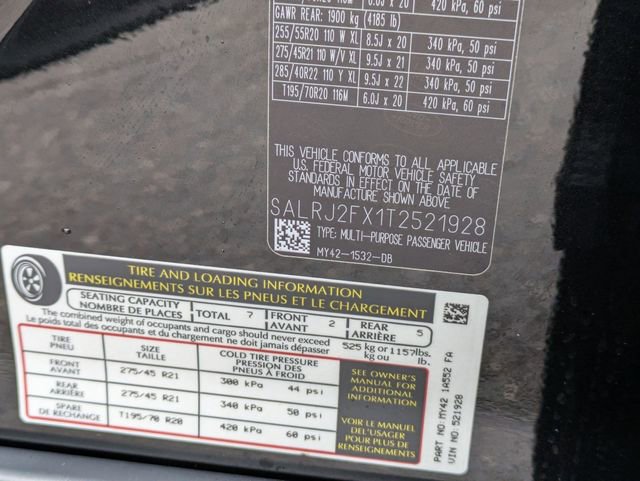 420 kPa, 60 psi
GAWR REAR: 1900 kg (4185 lb)
255/55R20 110 W XL 8.5J x 20 340 kPa, 50 psi
275/45R21 110 W/V XL 9.5J x 21 340 kPa, 50 psi
285/40R22 110 Y XL 9.5J x 22 340 kPa, 50 psi
T195/70R20 116M 6.0J x 20 420 kPa, 60 psi
THIS VEHICLE CONFORMS TO ALL APPLICABLE
U.S. FEDERAL MOTOR VEHICLE SAFETY
STANDARDS IN EFFECT ON THE DATE OF
MANUFACTURE SHOWN ABOVE.
SALRJ2FX1T2521928
TYPE: MULTI-PURPOSE PASSENGER VEHICLE
MY42-1532-DB
TIRE AND LOADING INFORMATION
RENSEIGNEMENTS SUR LES PNEUS ET LE CHARGEMENT
SEATING CAPACITY
NOMBRE DE PLACES
TOTAL 7
FRONT
AVANT
2
REAR
ARRIÈRE
5
The combined weight of occupants and cargo should never exceed 525 kg or 1157lbs.
Le poids total des occupants et du chargement ne doit jamais dépasser kg ou lb.
TIRE
PNEU
SIZE
TAILLE
COLD TIRE PRESSURE
PRESSION DES
PNEUS À FROID
FRONT
AVANT
275/45 R21 300 kPa 44 psi
REAR
ARRIÈRE
275/45 R21 340 kPa 50 psi
SPARE
DE RECHANGE
T195/70 R20 420 kPa 60 psi
SEE OWNER'S
MANUAL FOR
ADDITIONAL
INFORMATION
VOIR LE MANUEL
DEL'USAGER
POUR PLUS DE
RENSEIGNEMENTS
PART NO: MY42 1A552 FA
VIN NO: 521928